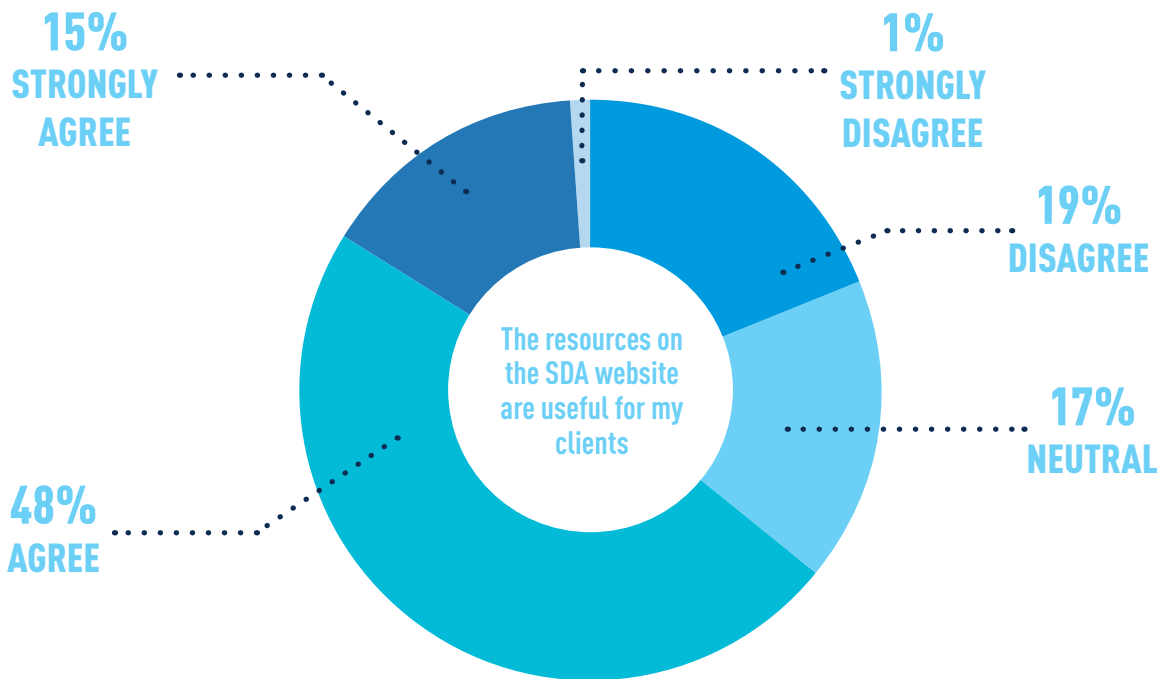 15%
STRONGLY
AGREE
1%
STRONGLY
DISAGREE
19%
DISAGREE
The resources on
the SDA website
are useful for my
clients
17%
NEUTRAL
48%
AGREE